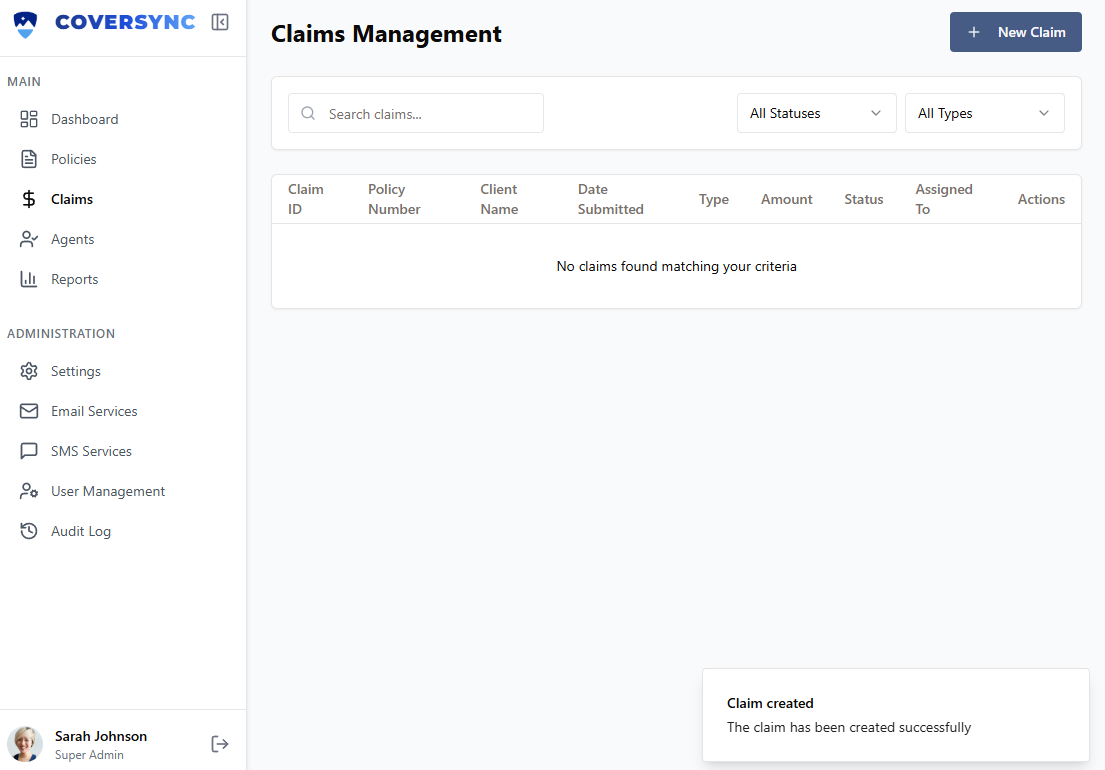 COVERSYNC
MAIN
Dashboard
Policies
Claims
Agents
Reports
ADMINISTRATION
Settings
Email Services
SMS Services
User Management
Audit Log
Sarah Johnson
Super Admin
Claims Management
New Claim
Search claims...
All Statuses
All Types
Claim
ID
Policy
Number
Client
Name
Date
Submitted
Type
Amount
Status
Assigned
To
Actions
No claims found matching your criteria
Claim created
The claim has been created successfully